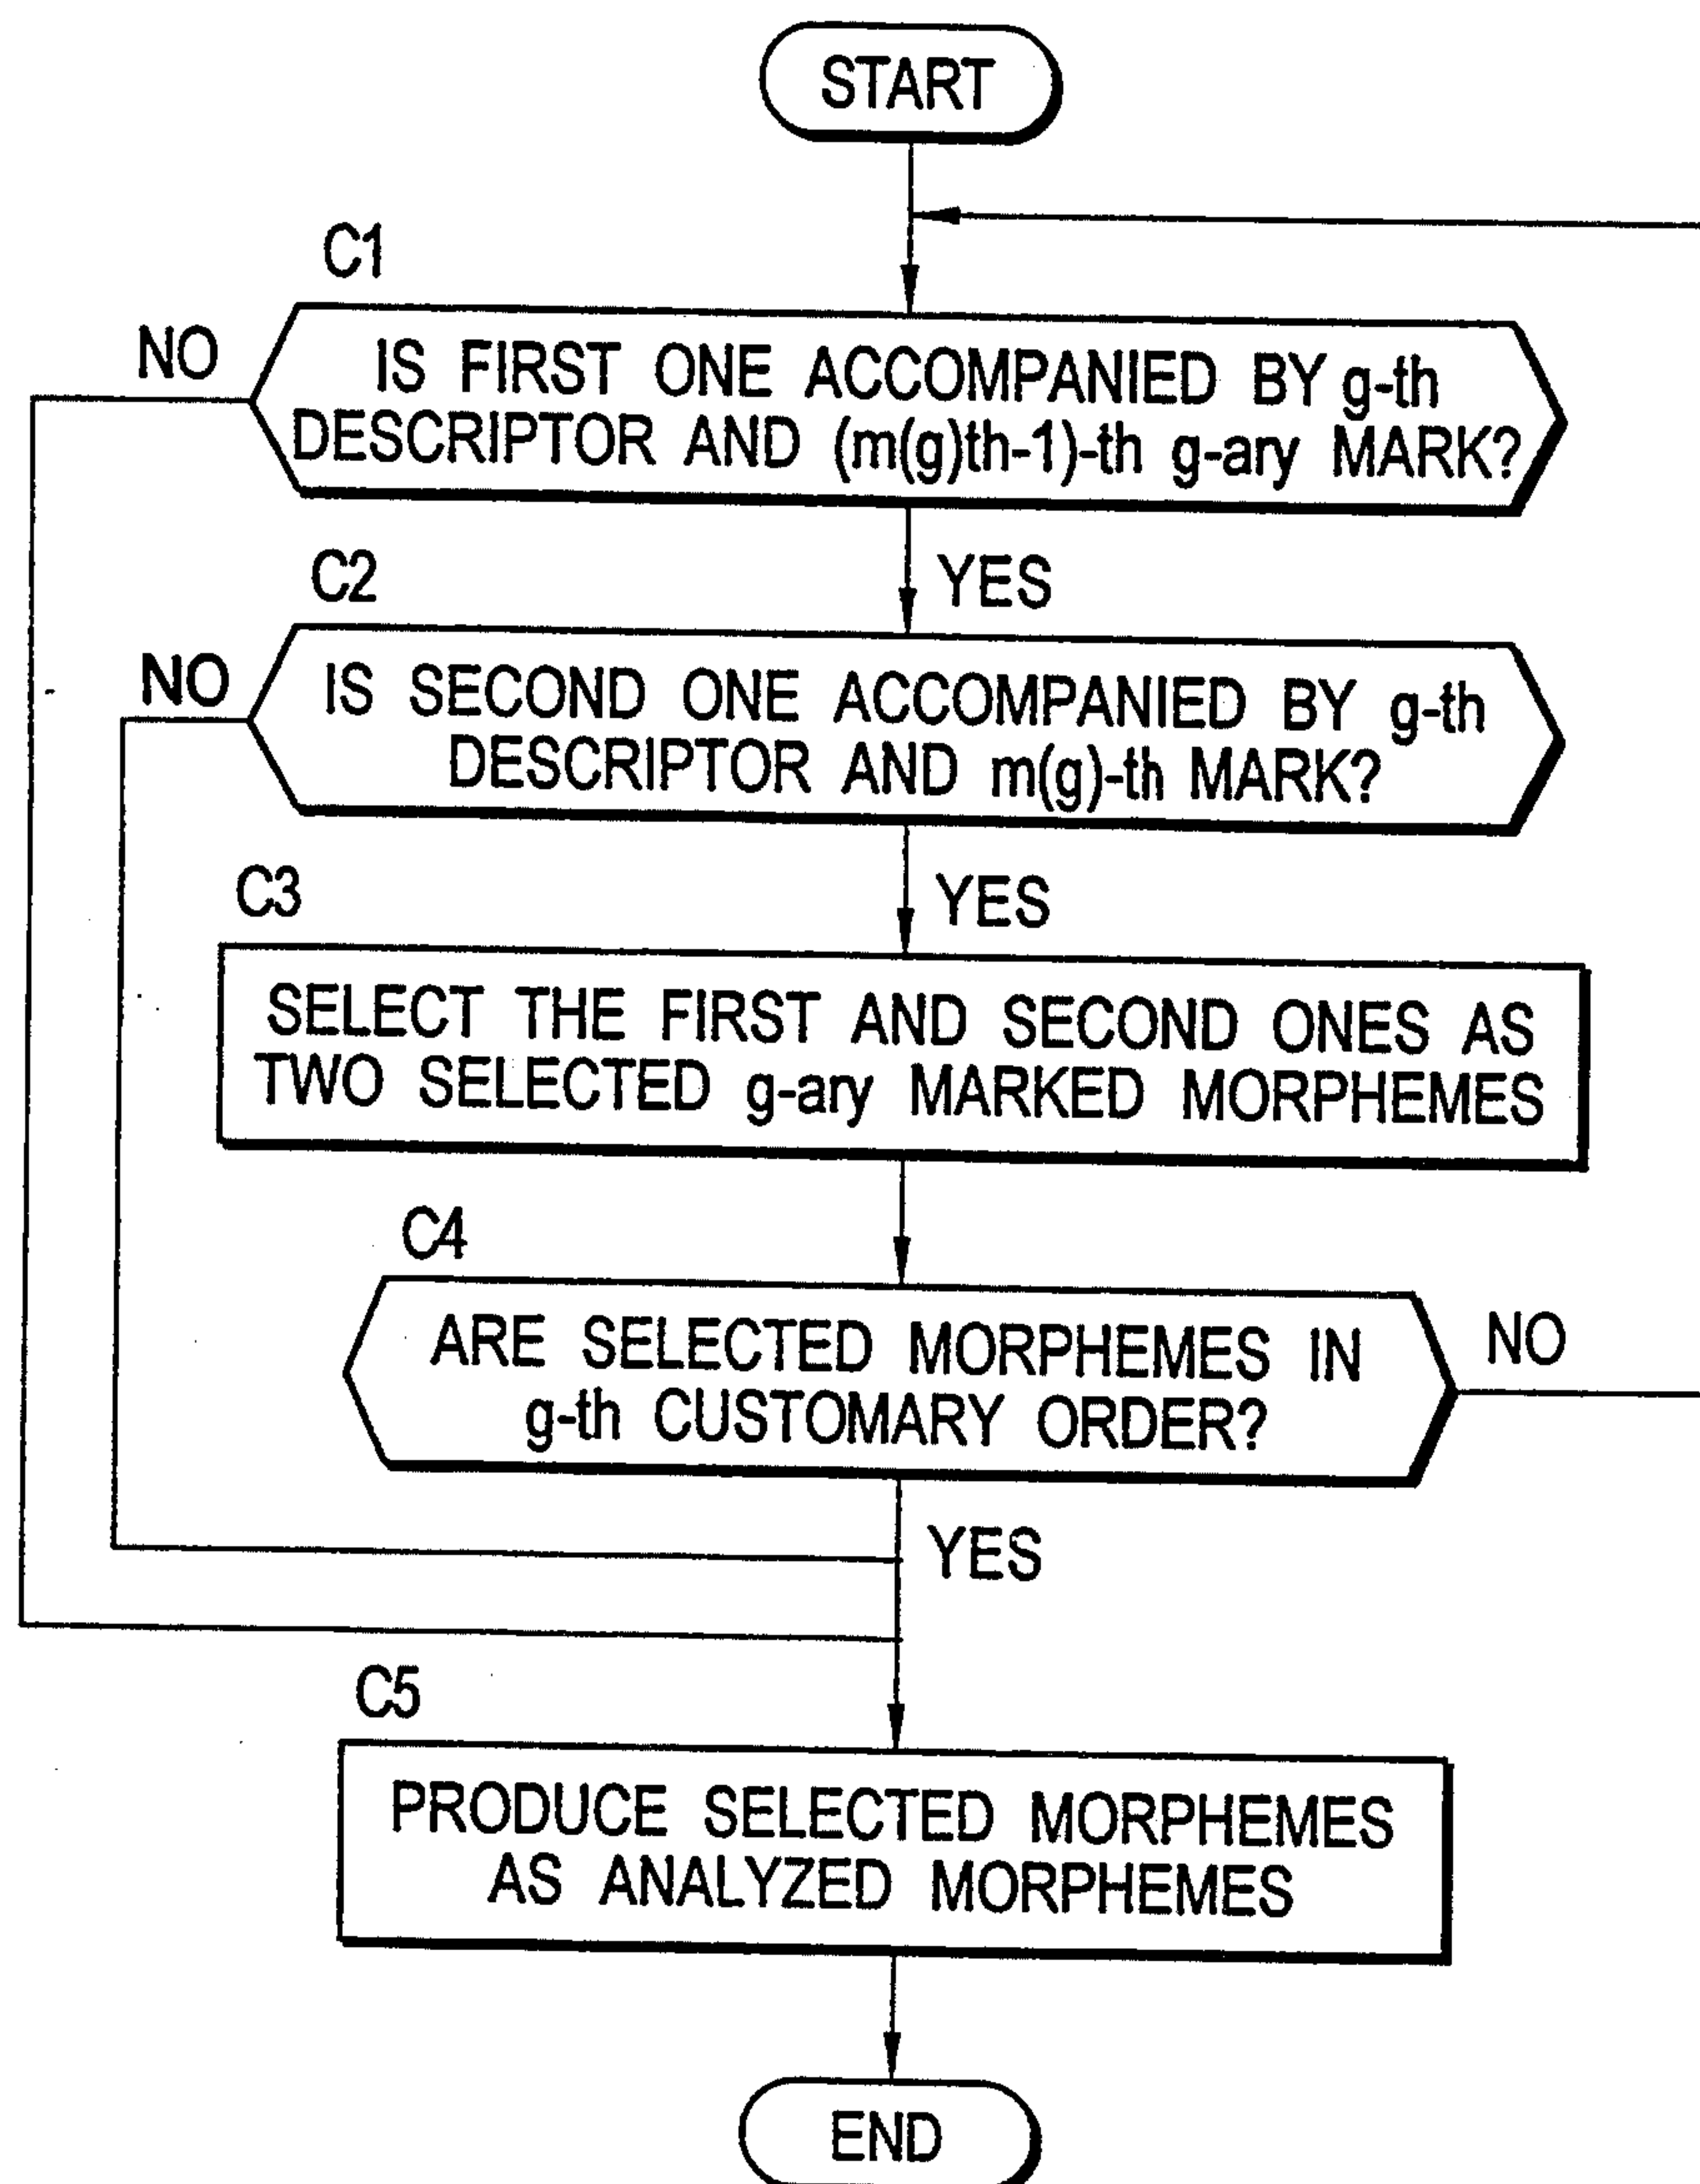 START
C1
NO
IS FIRST ONE ACCOMPANIED BY g-th
DESCRIPTOR AND (m(g)th-1)-th g-ary MARK?
YES
C2
NO
IS SECOND ONE ACCOMPANIED BY g-th
DESCRIPTOR AND m(g)-th MARK?
YES
C3
SELECT THE FIRST AND SECOND ONES AS
TWO SELECTED g-ary MARKED MORPHEMES
C4
ARE SELECTED MORPHEMES IN
g-th CUSTOMARY ORDER?
NO
YES
C5
PRODUCE SELECTED MORPHEMES
AS ANALYZED MORPHEMES
END